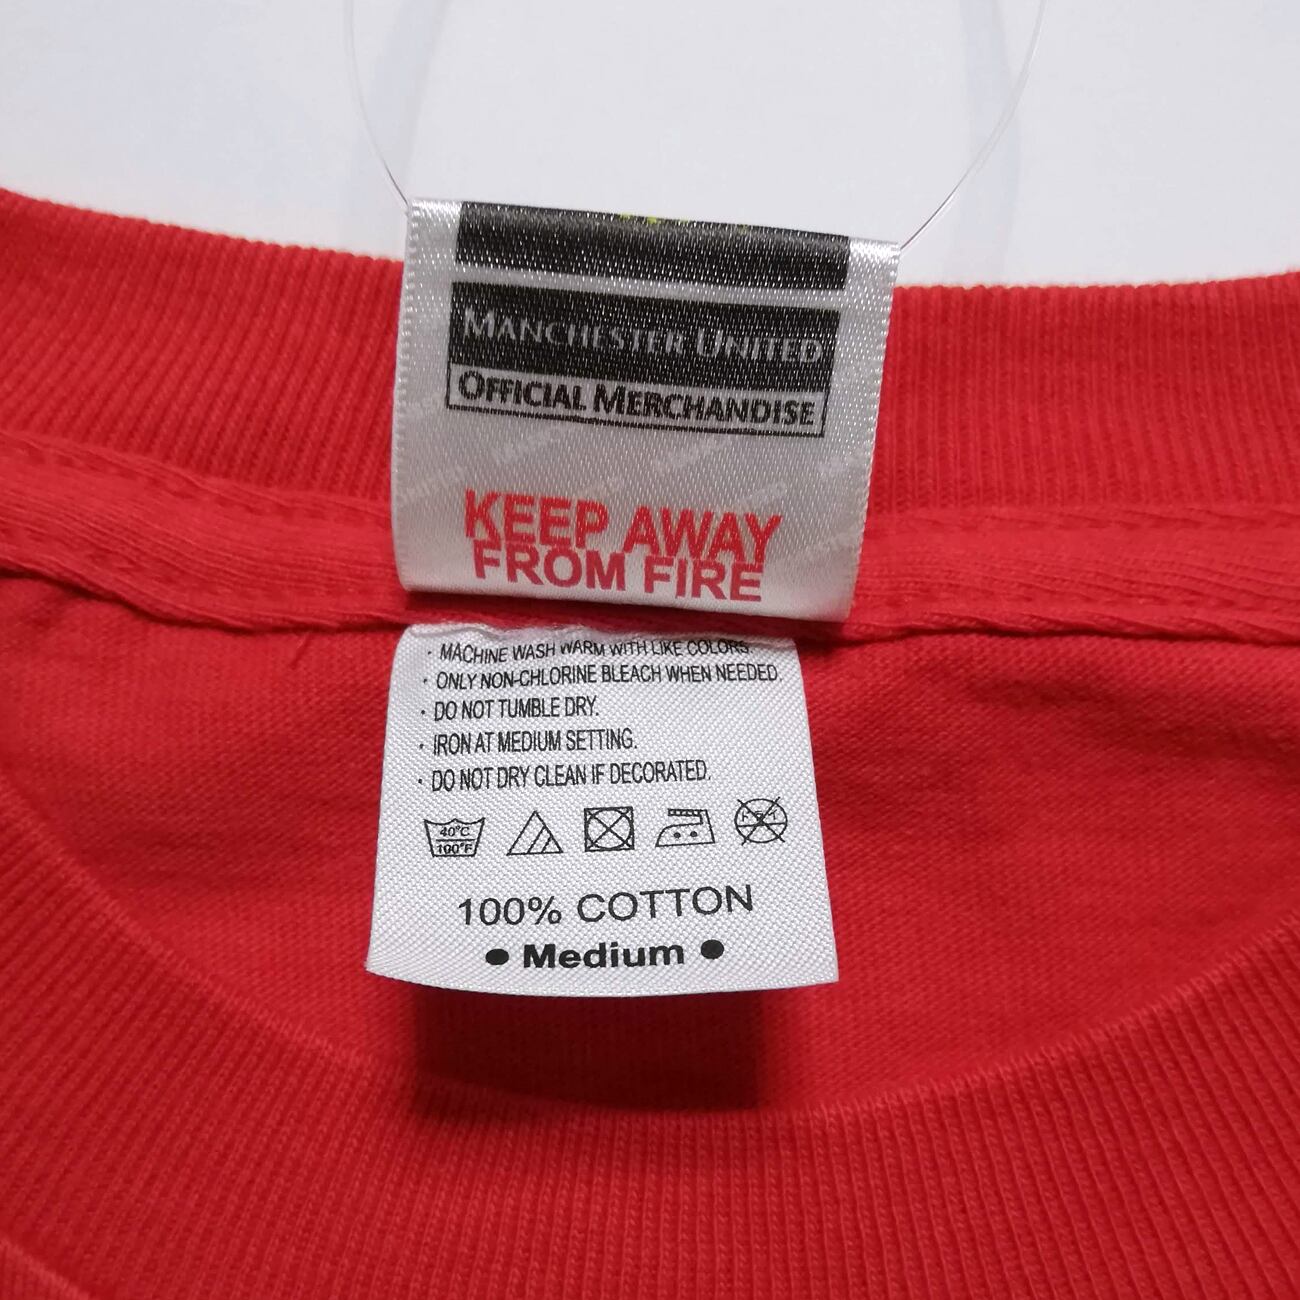 MANCHESTER UNITED
OFFICIAL MERCHANDISE
KEEP AWAY
FROM FIRE
· MACHINE WASH WARM WITH LIKE COLORS.
· ONLY NON-CHLORINE BLEACH WHEN NEEDED.
· DO NOT TUMBLE DRY.
· IRON AT MEDIUM SETTING.
· DO NOT DRY CLEAN IF DECORATED.
40°C
100°F
100% COTTON
• Medium •